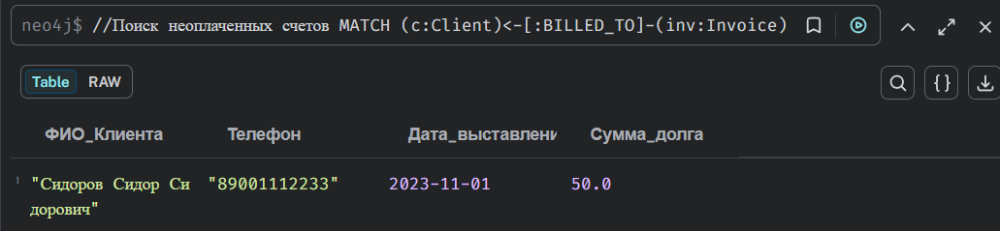 neo4j$ //Поиск неоплаченных счетов MATCH (c:Client)<-[:BILLED_TO]-(inv:Invoice)
Table RAW
ФИО_Клиента Телефон Дата_выставлени Сумма_долга
1 "Сидоров Сидор Си "89001112233" 2023-11-01 50.0
дорович"